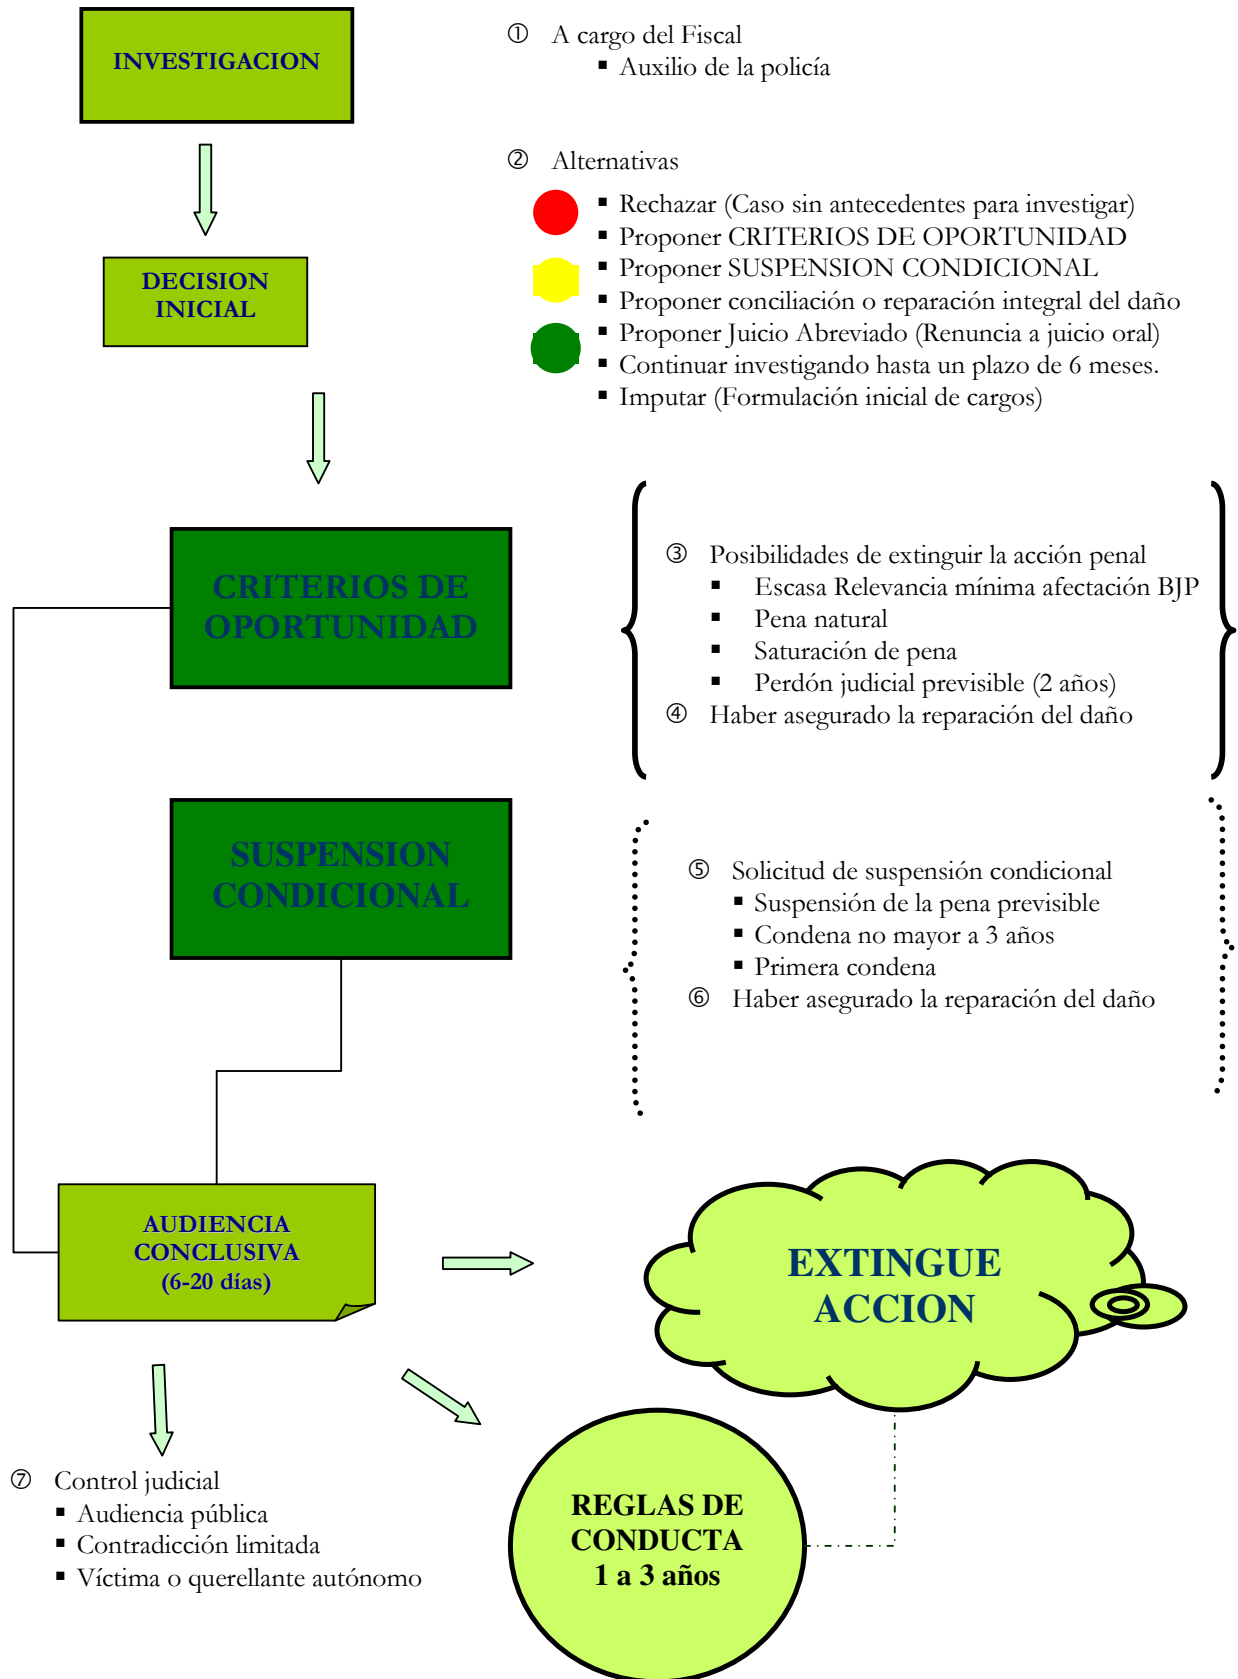 INVESTIGACION
① A cargo del Fiscal
▪ Auxilio de la policía
② Alternativas
▪ Rechazar (Caso sin antecedentes para investigar)
▪ Proponer CRITERIOS DE OPORTUNIDAD
▪ Proponer SUSPENSION CONDICIONAL
▪ Proponer conciliación o reparación integral del daño
▪ Proponer Juicio Abreviado (Renuncia a juicio oral)
▪ Continuar investigando hasta un plazo de 6 meses.
▪ Imputar (Formulación inicial de cargos)
DECISION
INICIAL
CRITERIOS DE
OPORTUNIDAD
③ Posibilidades de extinguir la acción penal
▪ Escasa Relevancia mínima afectación BJP
▪ Pena natural
▪ Saturación de pena
▪ Perdón judicial previsible (2 años)
④ Haber asegurado la reparación del daño
SUSPENSION
CONDICIONAL
⑤ Solicitud de suspensión condicional
▪ Suspensión de la pena previsible
▪ Condena no mayor a 3 años
▪ Primera condena
⑥ Haber asegurado la reparación del daño
AUDIENCIA
CONCLUSIVA
(6-20 días)
EXTINGUE
ACCION
⑦ Control judicial
▪ Audiencia pública
▪ Contradicción limitada
▪ Víctima o querellante autónomo
REGLAS DE
CONDUCTA
1 a 3 años